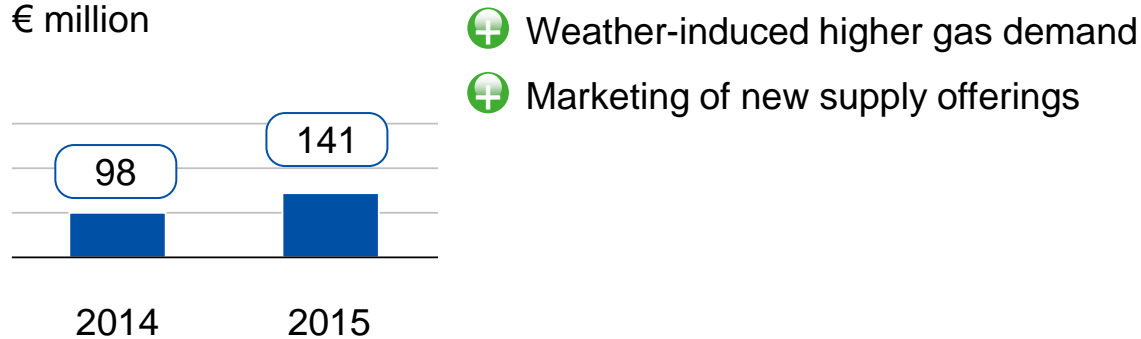 € million
Weather-induced higher gas demand
Marketing of new supply offerings
98
141
2014
2015